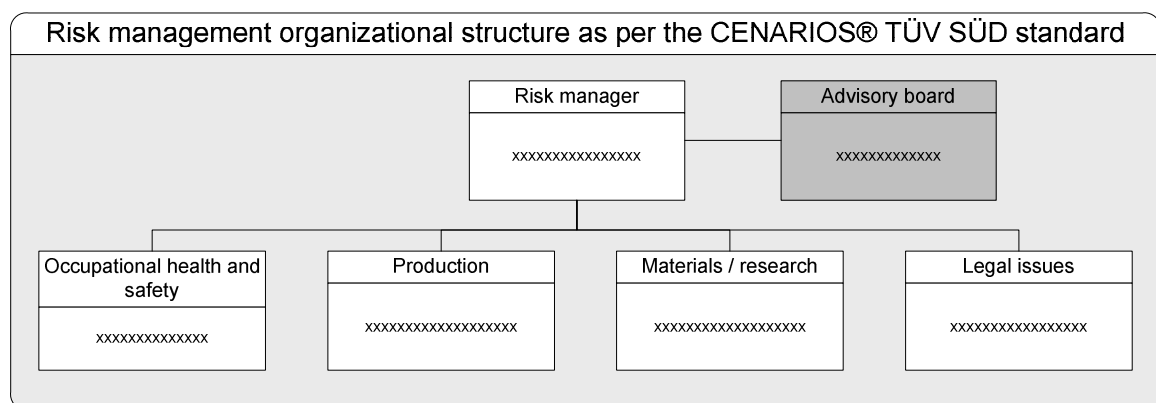 Risk management organizational structure as per the CENARIOS® TÜV SÜD standard
Risk manager
xxxxxxxxxxxxxxxx
Advisory board
xxxxxxxxxxxxx
Occupational health and
safety
xxxxxxxxxxxxxx
Production
xxxxxxxxxxxxxxxxxxx
Materials / research
xxxxxxxxxxxxxxxxxxx
Legal issues
xxxxxxxxxxxxxxxxx